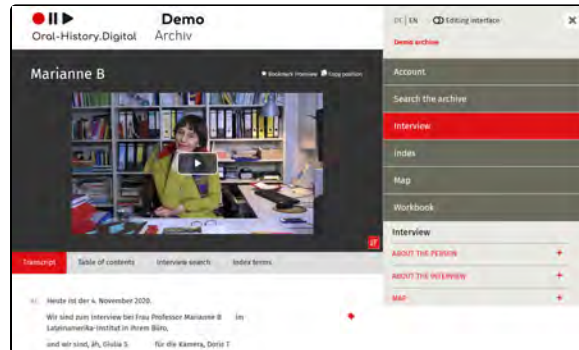 Oral-History.Digital
Demo
Archiv
DE | EN
Editing interface
Demo archive
Marianne B
Bookmark interview
Copy position
Account
Search the archive
Interview
Index
Map
Workbook
Interview
ABOUT THE PERSON
ABOUT THE INTERVIEW
MAP
Transcript
Table of contents
Interview search
Index terms
Heute ist der 4. November 2020.
Wir sind zum Interview bei Frau Professor Marianne B im
Lateinamerika-Institut in ihrem Büro,
und wir sind, äh, Giulia S für die Kamera, Doris T